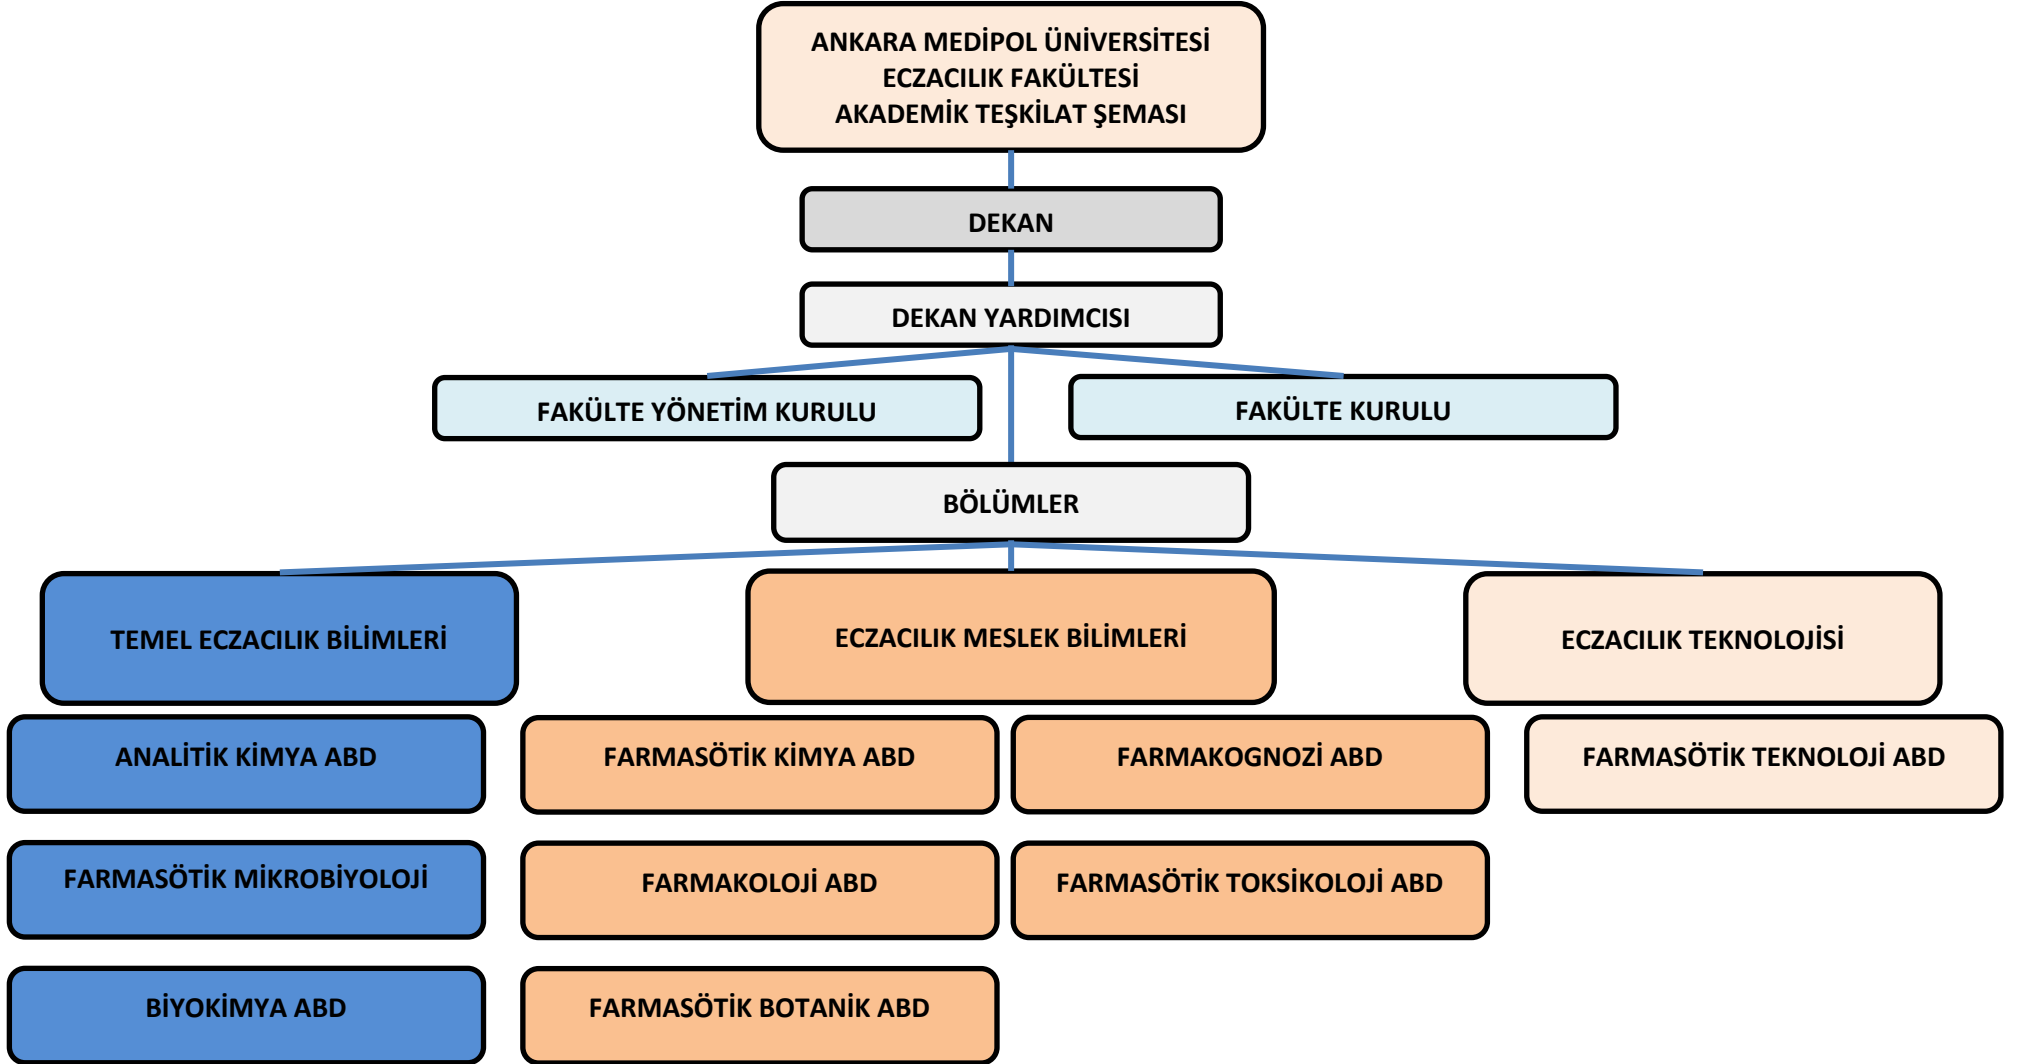 ANKARA MEDİPOL ÜNİVERSİTESİ
ECZACILIK FAKÜLTESİ
AKADEMİK TEŞKİLAT ŞEMASI
DEKAN
DEKAN YARDIMCISI
FAKÜLTE YÖNETİM KURULU
FAKÜLTE KURULU
BÖLÜMLER
TEMEL ECZACILIK BİLİMLERİ
ECZACILIK MESLEK BİLİMLERİ
ECZACILIK TEKNOLOJİSİ
ANALİTİK KİMYA ABD
FARMASÖTİK KİMYA ABD
FARMAKOGNOZİ ABD
FARMASÖTİK TEKNOLOJİ ABD
FARMASÖTİK MİKROBİYOLOJİ
FARMAKOLOJİ ABD
FARMASÖTİK TOKSİKOLOJİ ABD
BİYOKİMYA ABD
FARMASÖTİK BOTANİK ABD